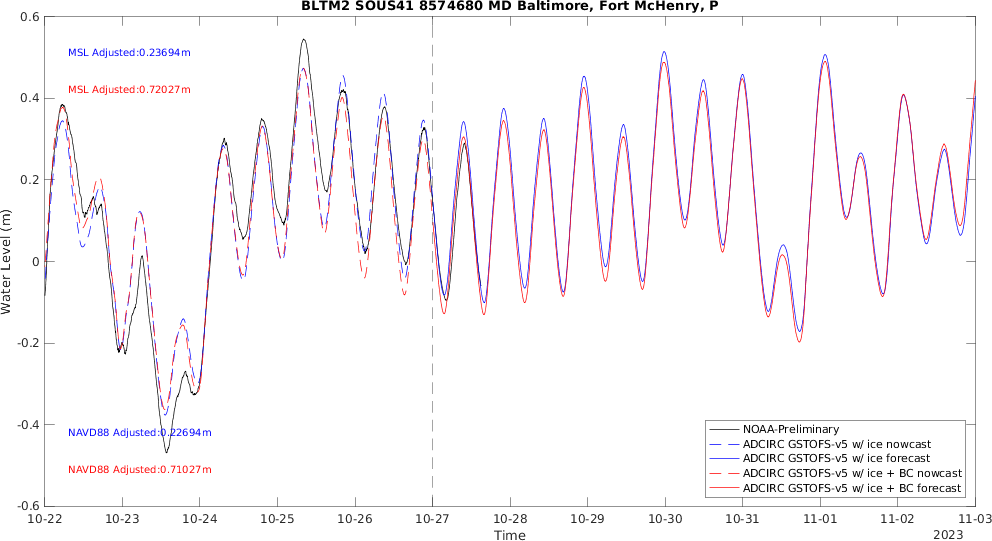 BLTM2 SOUS41 8574680 MD Baltimore, Fort McHenry, P
0.6
0.4
0.2
0
-0.2
-0.4
-0.6
Water Level (m)
MSL Adjusted:0.23694m
MSL Adjusted:0.72027m
NAVD88 Adjusted:0.22694m
NAVD88 Adjusted:0.71027m
NOAA-Preliminary
ADCIRC GSTOFS-v5 w/ ice nowcast
ADCIRC GSTOFS-v5 w/ ice forecast
ADCIRC GSTOFS-v5 w/ ice + BC nowcast
ADCIRC GSTOFS-v5 w/ ice + BC forecast
10-22 10-23 10-24 10-25 10-26 10-27 10-28 10-29 10-30 10-31 11-01 11-02 11-03
Time
2023